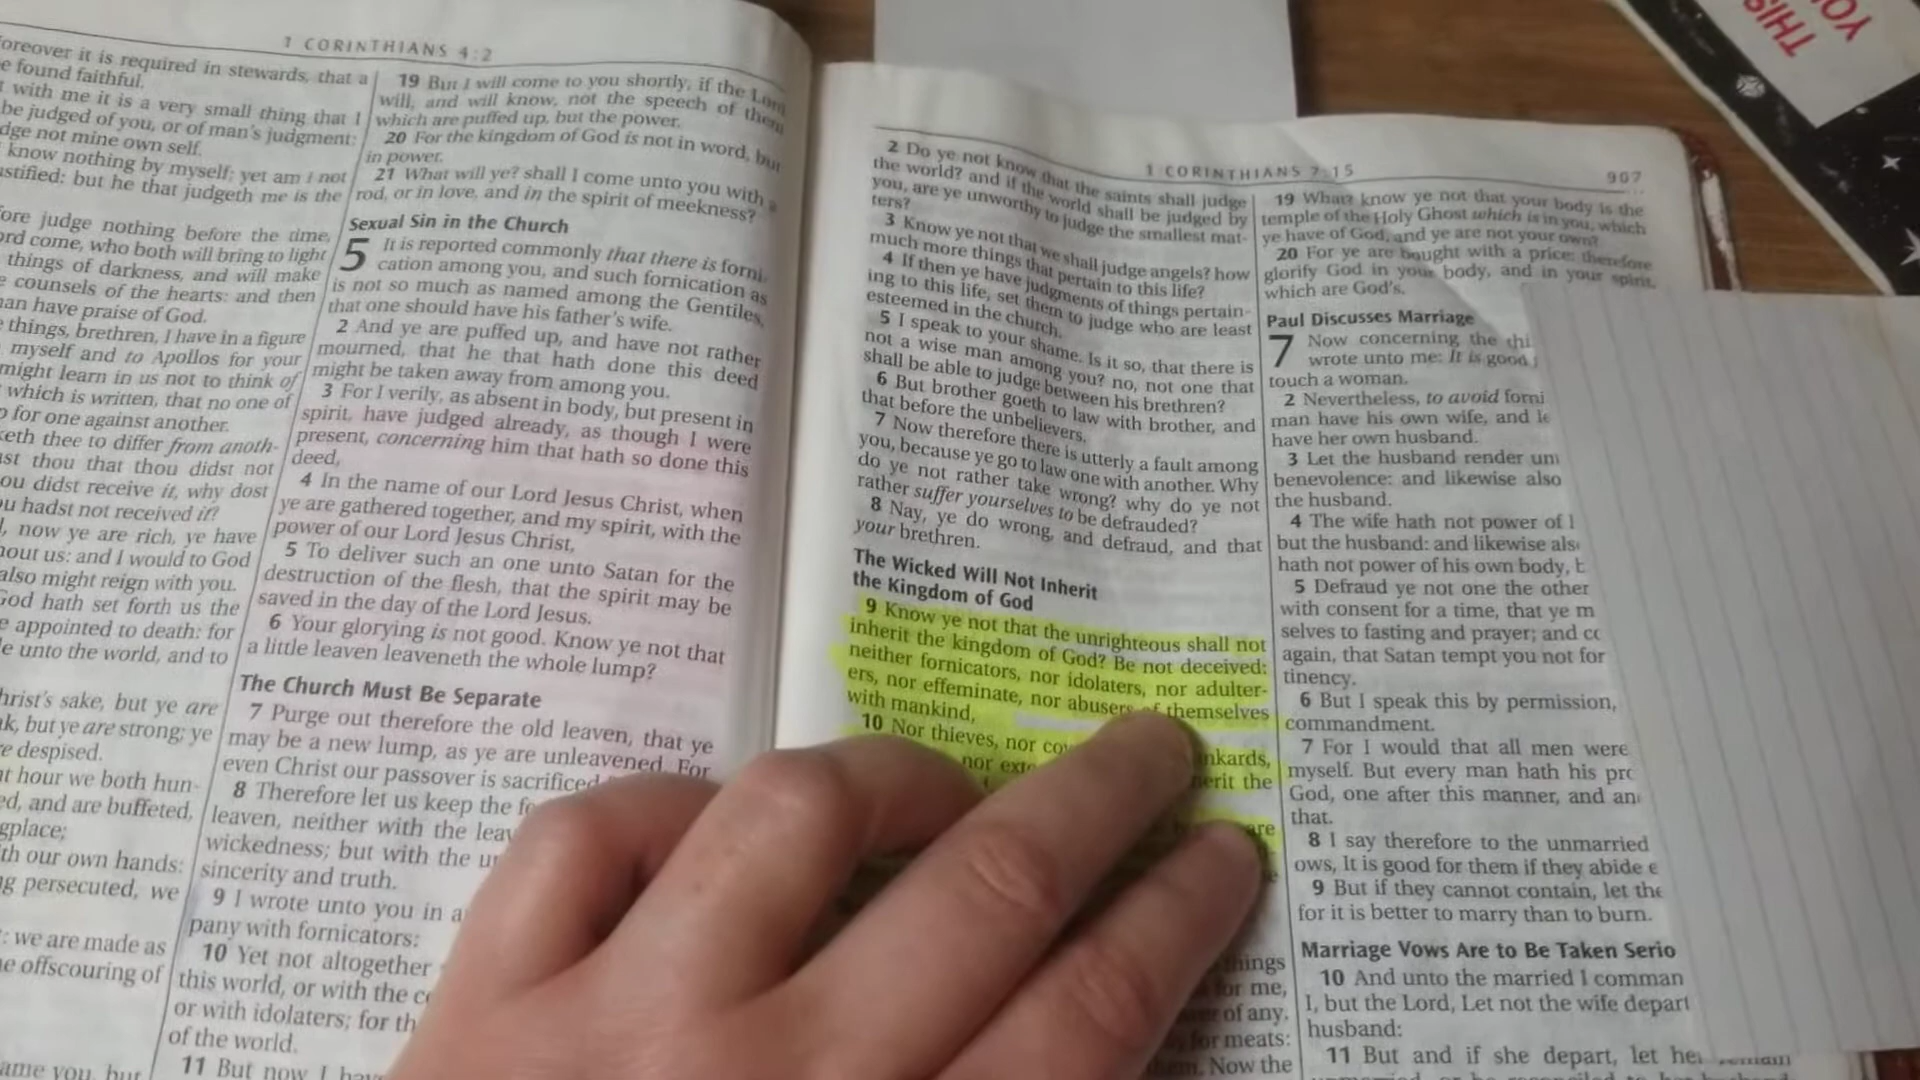 1 CORINTHIANS 4:2
oreover it is required in stewards, that a
e found faithful.
with me it is a very small thing that I
be judged of you, or of man's judgment:
dge not mine own self.
know nothing by myself; yet am I not
ustified: but he that judgeth me is the
ore judge nothing before the time,
ord come, who both will bring to light
things of darkness, and will make
e counsels of the hearts: and then
man have praise of God.
e things, brethren, I have in a figure
myself and to Apollos for your
might learn in us not to think of
which is written, that no one of
p for one against another.
keth thee to differ from anoth-
ast thou that thou didst not
ou didst receive it, why dost
u hadst not received it?
, now ye are rich, ye have
hout us: and I would to God
also might reign with you.
God hath set forth us the
e appointed to death: for
le unto the world, and to
hrist's sake, but ye are
ak, but ye are strong; ye
e despised.
nt hour we both hun-
ed, and are buffeted,
gplace;
th our own hands:
g persecuted, we
: we are made as
e offscouring of
ame you, but
19 But I will come to you shortly, if the Lord
will, and will know, not the speech of them
which are puffed up, but the power.
20 For the kingdom of God is not in word, but
in power.
21 What will ye? shall I come unto you with a
rod, or in love, and in the spirit of meekness?
Sexual Sin in the Church
5 It is reported commonly that there is forni-
cation among you, and such fornication as
is not so much as named among the Gentiles,
that one should have his father's wife.
2 And ye are puffed up, and have not rather
mourned, that he that hath done this deed
might be taken away from among you.
3 For I verily, as absent in body, but present in
spirit, have judged already, as though I were
present, concerning him that hath so done this
deed,
4 In the name of our Lord Jesus Christ, when
ye are gathered together, and my spirit, with the
power of our Lord Jesus Christ,
5 To deliver such an one unto Satan for the
destruction of the flesh, that the spirit may be
saved in the day of the Lord Jesus.
6 Your glorying is not good. Know ye not that
a little leaven leaveneth the whole lump?
The Church Must Be Separate
7 Purge out therefore the old leaven, that ye
may be a new lump, as ye are unleavened. For
even Christ our passover is sacrificed
8 Therefore let us keep the fe
leaven, neither with the leav
wickedness; but with the u
sincerity and truth.
9 I wrote unto you in a
pany with fornicators:
10 Yet not altogether
this world, or with the c
or with idolaters; for th
of the world.
11 But now I hav
1 CORINTHIANS 7:15
907
2 Do ye not know that the saints shall judge
the world? and if the world shall be judged by
you, are ye unworthy to judge the smallest mat-
ters?
3 Know ye not that we shall judge angels? how
much more things that pertain to this life?
4 If then ye have judgments of things pertain-
ing to this life, set them to judge who are least
esteemed in the church.
5 I speak to your shame. Is it so, that there is
not a wise man among you? no, not one that
shall be able to judge between his brethren?
6 But brother goeth to law with brother, and
that before the unbelievers.
7 Now therefore there is utterly a fault among
you, because ye go to law one with another. Why
do ye not rather take wrong? why do ye not
rather suffer yourselves to be defrauded?
8 Nay, ye do wrong, and defraud, and that
your brethren.
The Wicked Will Not Inherit
the Kingdom of God
9 Know ye not that the unrighteous shall not
inherit the kingdom of God? Be not deceived:
neither fornicators, nor idolaters, nor adulter-
ers, nor effeminate, nor abusers of themselves
with mankind,
10 Nor thieves, nor cov nkards,
nor exto erit the
are
things
for me,
er of any.
for meats:
them. Now the
19 What? know ye not that your body is the
temple of the Holy Ghost which is in you, which
ye have of God, and ye are not your own?
20 For ye are bought with a price: therefore
glorify God in your body, and in your spirit,
which are God's.
Paul Discusses Marriage
7 Now concerning the thi
wrote unto me: It is good
touch a woman.
2 Nevertheless, to avoid forni
man have his own wife, and le
have her own husband.
3 Let the husband render un
benevolence: and likewise also
the husband.
4 The wife hath not power of
but the husband: and likewise als
hath not power of his own body, b
5 Defraud ye not one the other
with consent for a time, that ye m
selves to fasting and prayer; and co
again, that Satan tempt you not for
tinency.
6 But I speak this by permission,
commandment.
7 For I would that all men were
myself. But every man hath his pro
God, one after this manner, and an
that.
8 I say therefore to the unmarried
ows, It is good for them if they abide e
9 But if they cannot contain, let the
for it is better to marry than to burn.
Marriage Vows Are to Be Taken Serio
10 And unto the married I comman
I, but the Lord, Let not the wife depart
husband:
11 But and if she depart, let her remain
THIS
YO